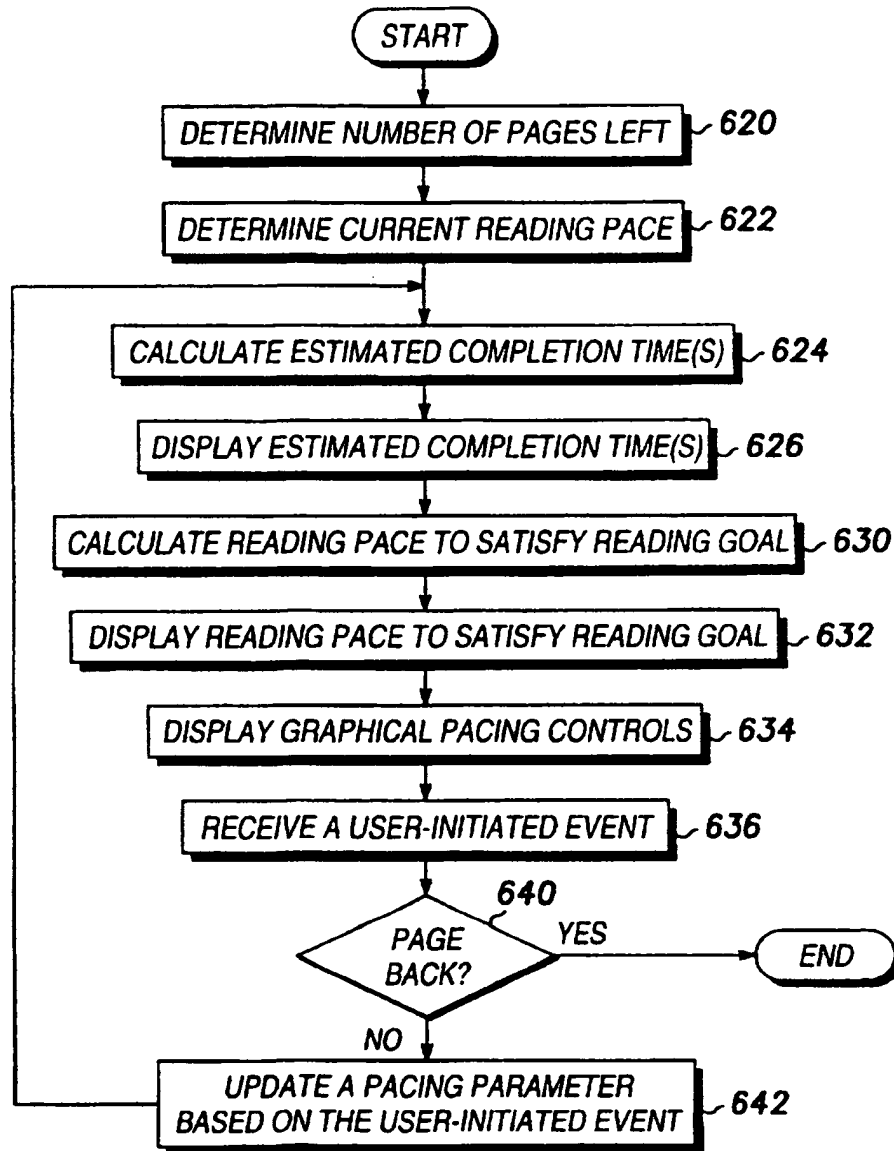 START
DETERMINE NUMBER OF PAGES LEFT 620
DETERMINE CURRENT READING PACE 622
CALCULATE ESTIMATED COMPLETION TIME(S) 624
DISPLAY ESTIMATED COMPLETION TIME(S) 626
CALCULATE READING PACE TO SATISFY READING GOAL 630
DISPLAY READING PACE TO SATISFY READING GOAL 632
DISPLAY GRAPHICAL PACING CONTROLS 634
RECEIVE A USER-INITIATED EVENT 636
640
PAGE
BACK?
YES
END
NO
UPDATE A PACING PARAMETER
BASED ON THE USER-INITIATED EVENT 642